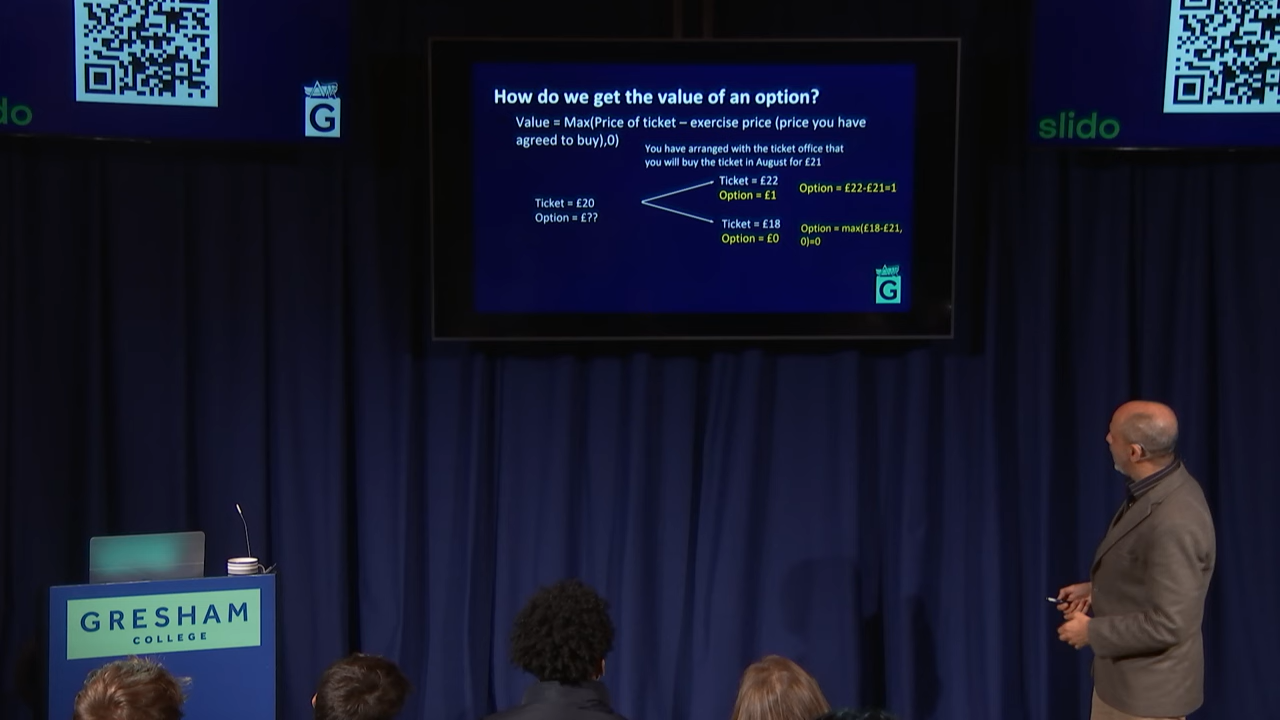 do
G
slido
How do we get the value of an option?
Value = Max(Price of ticket – exercise price (price you have
agreed to buy),0)
You have arranged with the ticket office that
you will buy the ticket in August for £21
Ticket = £20
Option = £??
Ticket = £22
Option = £1
Option = £22-£21=1
Ticket = £18
Option = £0
Option = max(£18-£21,
0)=0
G
GRESHAM
COLLEGE